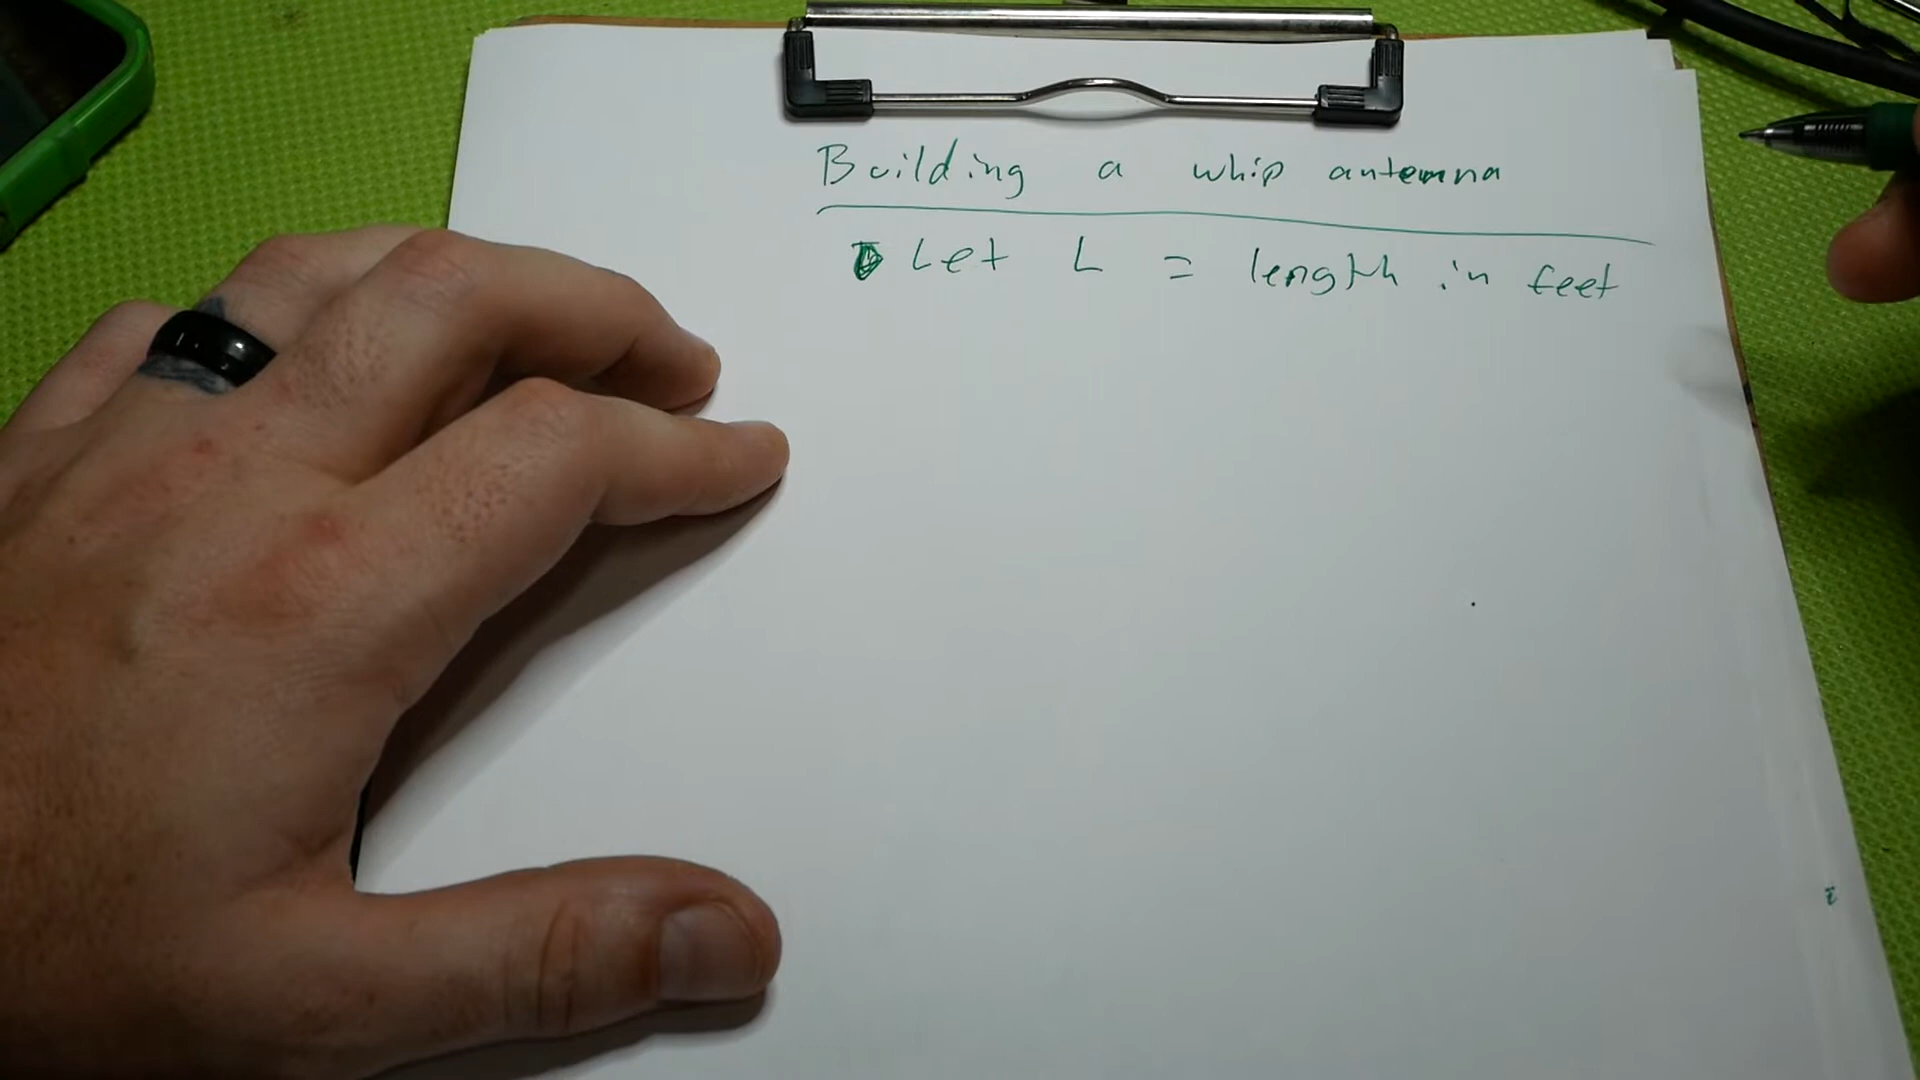 Building a whip antenna
Let L = length in feet